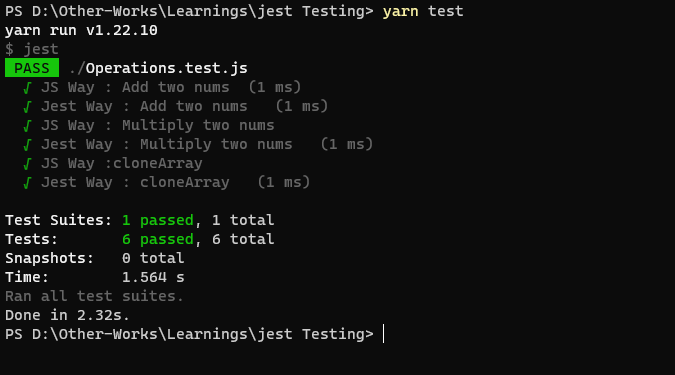 PS D:\Other-Works\Learnings\jest Testing> yarn test
yarn run v1.22.10
$ jest
PASS ./Operations.test.js
√ JS Way : Add two nums (1 ms)
√ Jest Way : Add two nums (1 ms)
√ JS Way : Multiply two nums
√ Jest Way : Multiply two nums (1 ms)
√ JS Way :cloneArray
√ Jest Way : cloneArray (1 ms)
Test Suites: 1 passed, 1 total
Tests: 6 passed, 6 total
Snapshots: 0 total
Time: 1.564 s
Ran all test suites.
Done in 2.32s.
PS D:\Other-Works\Learnings\jest Testing>